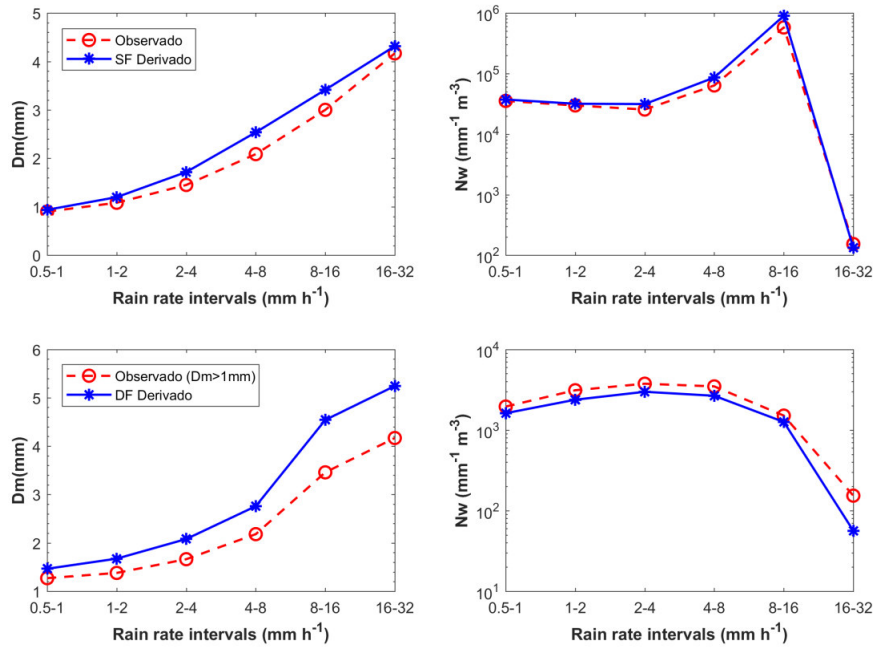 5
4
3
2
1
0
Dm(mm)
Observado
SF Derivado
0.5-1 1-2 2-4 4-8 8-16 16-32
Rain rate intervals (mm h⁻¹)
10⁶
10⁵
10⁴
10³
10²
Nw (mm⁻¹ m⁻³)
0.5-1 1-2 2-4 4-8 8-16 16-32
Rain rate intervals (mm h⁻¹)
6
5
4
3
2
1
Dm(mm)
Observado (Dm>1mm)
DF Derivado
0.5-1 1-2 2-4 4-8 8-16 16-32
Rain rate intervals (mm h⁻¹)
10⁴
10³
10²
10¹
Nw (mm⁻¹ m⁻³)
0.5-1 1-2 2-4 4-8 8-16 16-32
Rain rate intervals (mm h⁻¹)